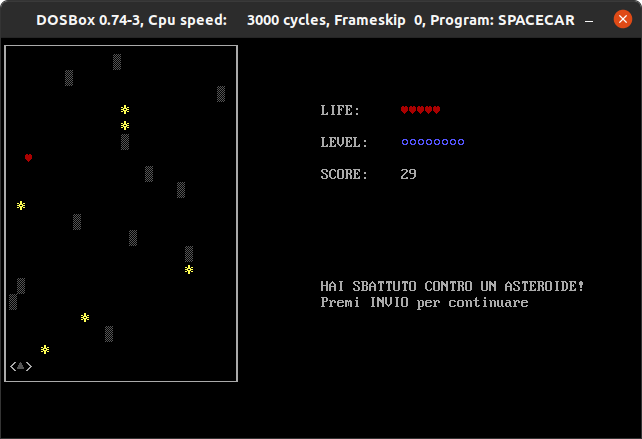 DOSBox 0.74-3, Cpu speed: 3000 cycles, Frameskip 0, Program: SPACECAR
LIFE: ♥♥♥♥♥
LEVEL: ○○○○○○○○
SCORE: 29
HAI SBATTUTO CONTRO UN ASTEROIDE!
Premi INVIO per continuare